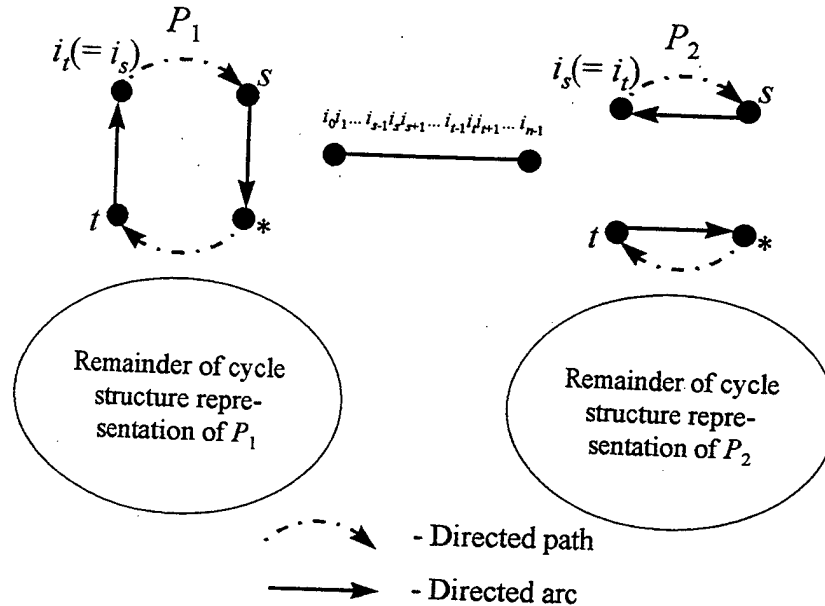 P₁
iₜ(= iₛ)
s
t
*
i₀i₁... iₛ₋₁iₛiₛ₊₁... iₜ₋₁iₜiₜ₊₁... iₙ₋₁
P₂
iₛ(= iₜ)
s
t
*
Remainder of cycle
structure repre-
sentation of P₁
Remainder of cycle
structure repre-
sentation of P₂
- Directed path
- Directed arc